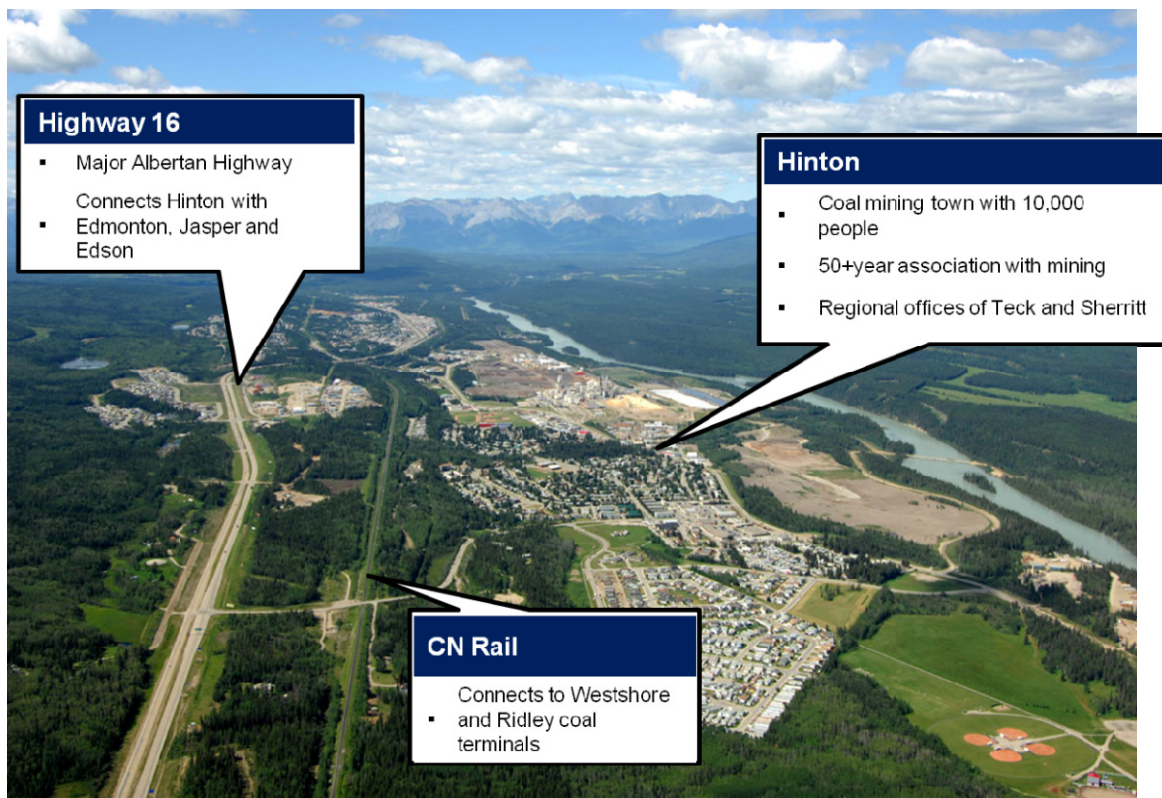 Highway 16
▪ Major Albertan Highway
Connects Hinton with
▪ Edmonton, Jasper and
Edson
Hinton
▪ Coal mining town with 10,000
people
▪ 50+year association with mining
▪ Regional offices of Teck and Sherritt
CN Rail
Connects to Westshore
▪ and Ridley coal
terminals